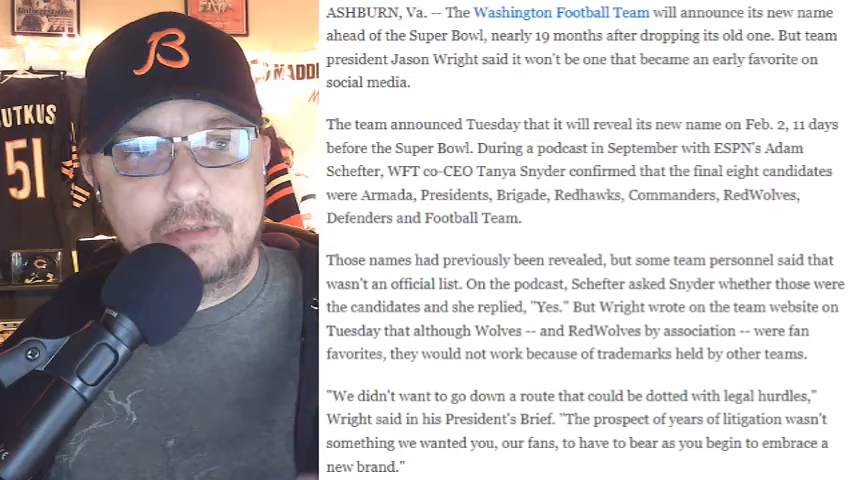 UTKUS
51
MADD
B
ASHBURN, Va. -- The Washington Football Team will announce its new name
ahead of the Super Bowl, nearly 19 months after dropping its old one. But team
president Jason Wright said it won't be one that became an early favorite on
social media.
The team announced Tuesday that it will reveal its new name on Feb. 2, 11 days
before the Super Bowl. During a podcast in September with ESPN's Adam
Schefter, WFT co-CEO Tanya Snyder confirmed that the final eight candidates
were Armada, Presidents, Brigade, Redhawks, Commanders, RedWolves,
Defenders and Football Team.
Those names had previously been revealed, but some team personnel said that
wasn't an official list. On the podcast, Schefter asked Snyder whether those were
the candidates and she replied, "Yes." But Wright wrote on the team website on
Tuesday that although Wolves -- and RedWolves by association -- were fan
favorites, they would not work because of trademarks held by other teams.
"We didn't want to go down a route that could be dotted with legal hurdles,"
Wright said in his President's Brief. "The prospect of years of litigation wasn't
something we wanted you, our fans, to have to bear as you begin to embrace a
new brand."